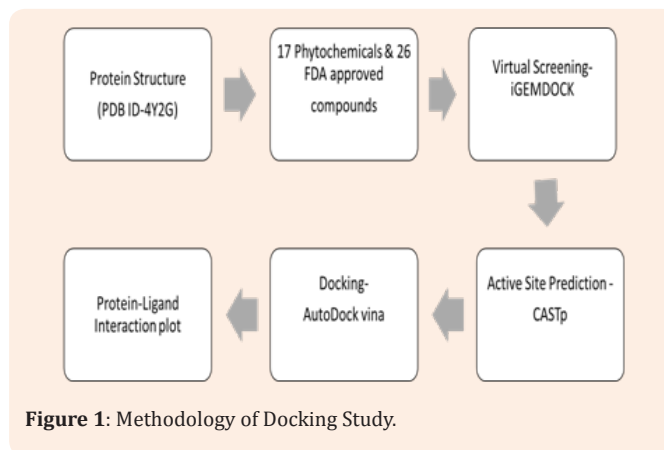 Protein Structure
(PDB ID-4Y2G)
17 Phytochemicals & 26
FDA approved
compounds
Virtual Screening-
iGEMDOCK
Active Site Prediction -
CASTp
Docking-
AutoDock vina
Protein-Ligand
Interaction plot
Figure 1: Methodology of Docking Study.